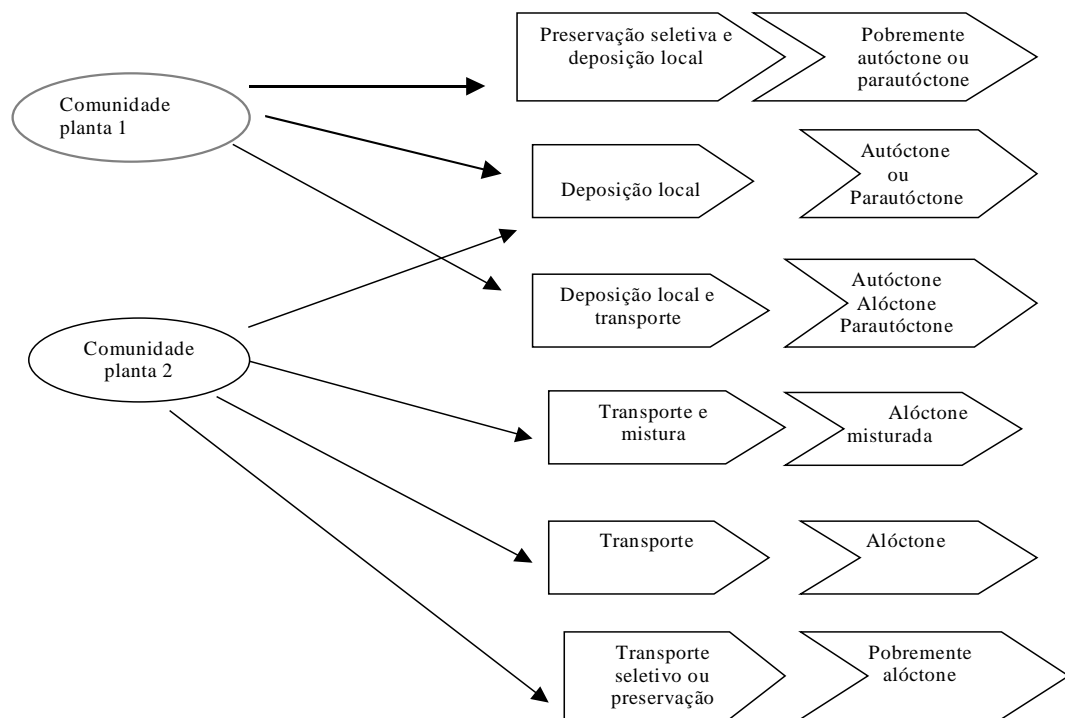 Preservação seletiva e
deposição local
Pobremente
autóctone ou
parautóctone
Comunidade
planta 1
Deposição local
Autóctone
ou
Parautóctone
Deposição local e
transporte
Autóctone
Alóctone
Parautóctone
Comunidade
planta 2
Transporte e
mistura
Alóctone
misturada
Transporte
Alóctone
Transporte
seletivo ou
preservação
Pobremente
alóctone